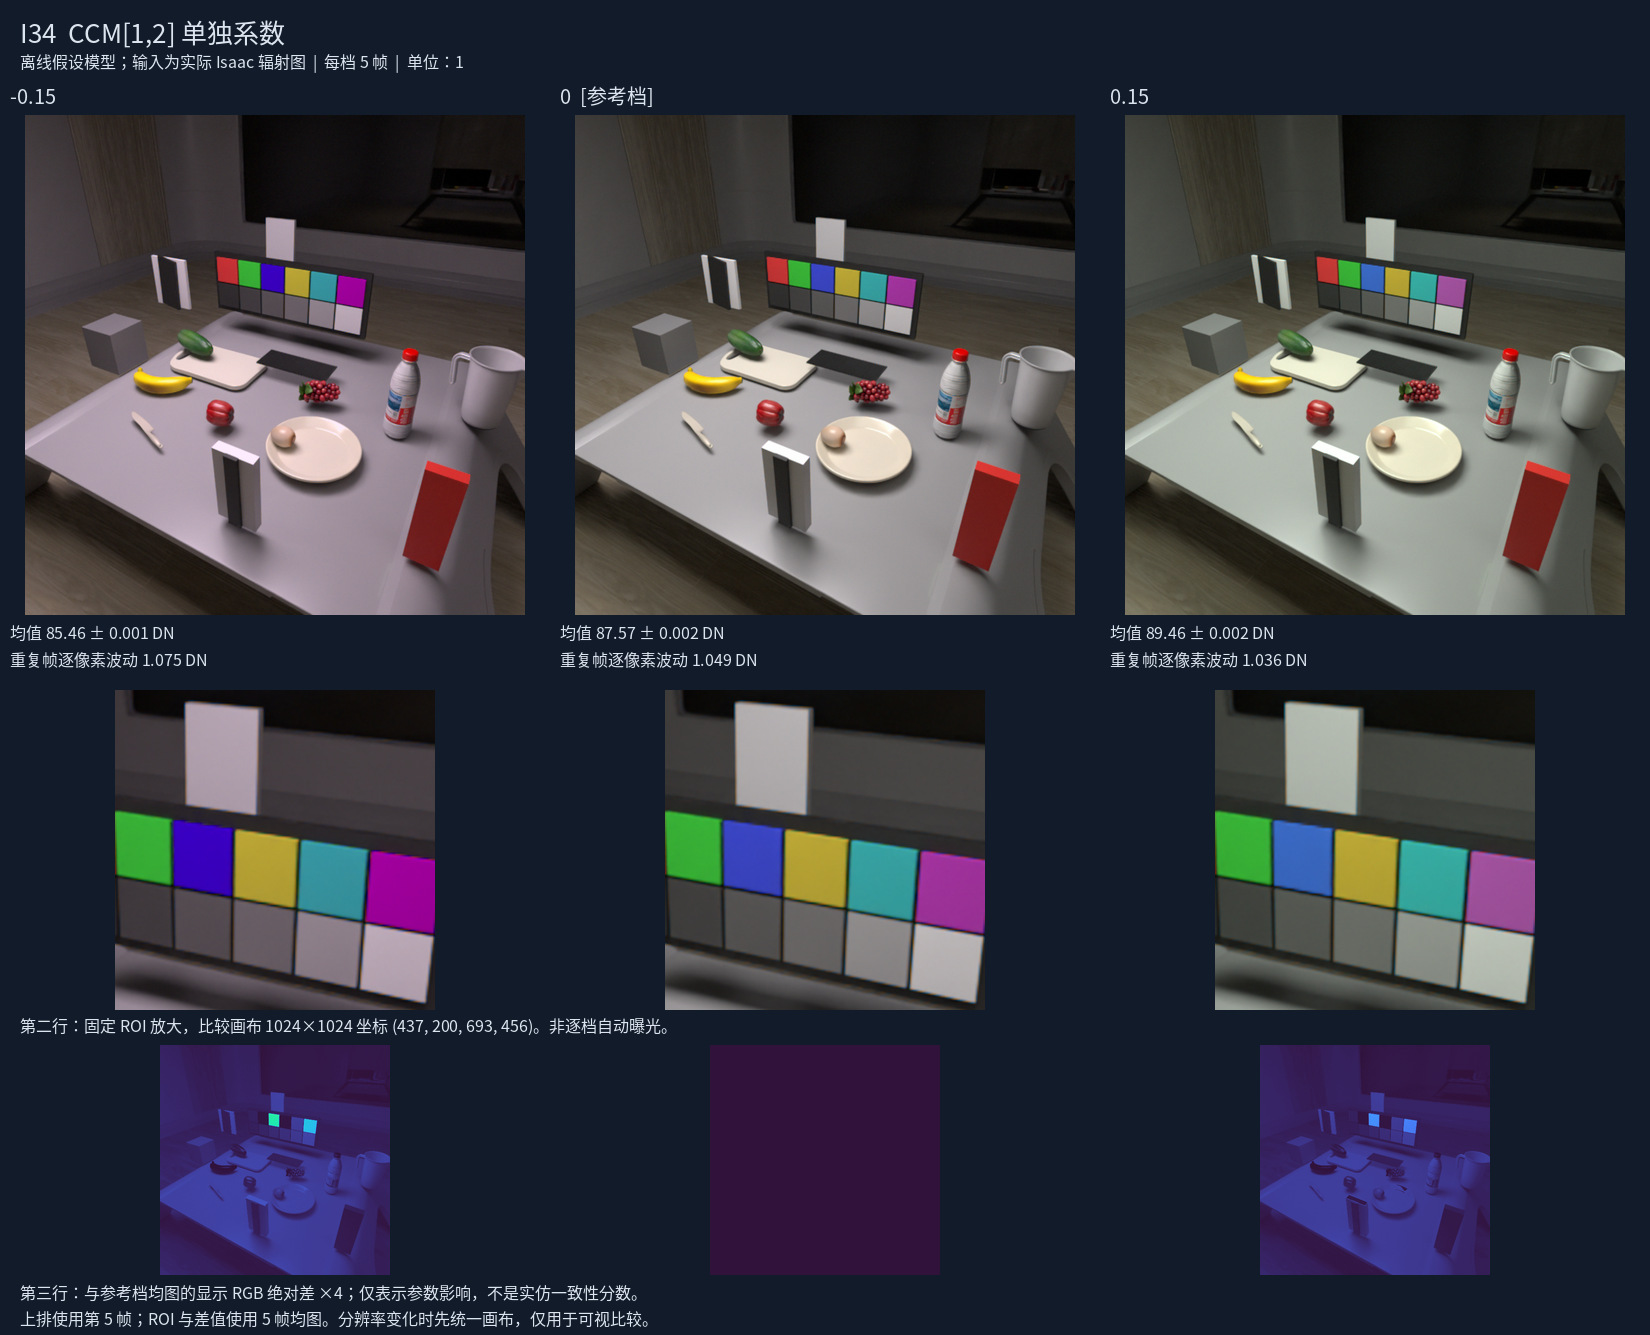 I34 CCM[1,2] 单独系数
离线假设模型；输入为实际 Isaac 辐射图 | 每档 5 帧 | 单位：1
-0.15
0 [参考档]
0.15
均值 85.46 ± 0.001 DN
重复帧逐像素波动 1.075 DN
均值 87.57 ± 0.002 DN
重复帧逐像素波动 1.049 DN
均值 89.46 ± 0.002 DN
重复帧逐像素波动 1.036 DN
第二行：固定 ROI 放大，比较画布 1024×1024 坐标 (437, 200, 693, 456)。非逐档自动曝光。
第三行：与参考档均图的显示 RGB 绝对差 ×4；仅表示参数影响，不是实仿一致性分数。
上排使用第 5 帧；ROI 与差值使用 5 帧均图。分辨率变化时先统一画布，仅用于可视比较。